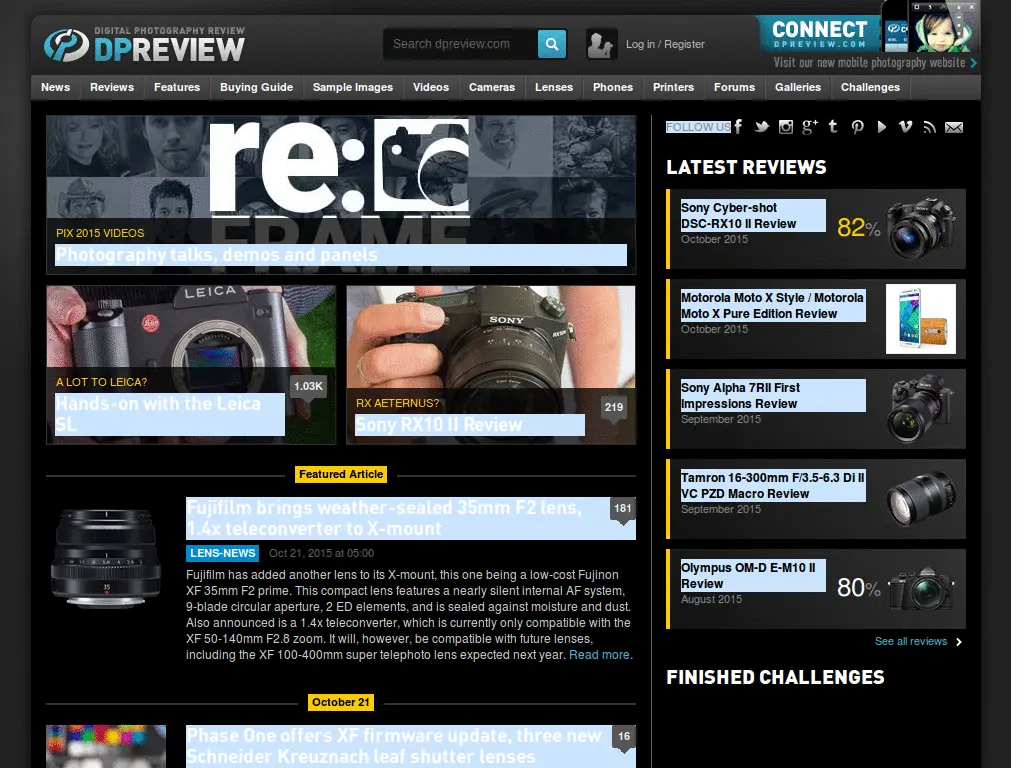 DIGITAL PHOTOGRAPHY REVIEW
DPREVIEW
Search dpreview.com
Log in / Register
CONNECT
DPREVIEW.COM
Visit our new mobile photography website
News Reviews Features Buying Guide Sample Images Videos Cameras Lenses Phones Printers Forums Galleries Challenges
re:
FRAME
PIX 2015 VIDEOS
Photography talks, demos and panels
LEICA
A LOT TO LEICA?
1.03K
Hands-on with the Leica
SL
SONY
RX AETERNUS?
219
Sony RX10 II Review
Featured Article
Fujifilm brings weather-sealed 35mm F2 lens,
1.4x teleconverter to X-mount
181
LENS-NEWS Oct 21, 2015 at 05:00
Fujifilm has added another lens to its X-mount, this one being a low-cost Fujinon
XF 35mm F2 prime. This compact lens features a nearly silent internal AF system,
9-blade circular aperture, 2 ED elements, and is sealed against moisture and dust.
Also announced is a 1.4x teleconverter, which is currently only compatible with the
XF 50-140mm F2.8 zoom. It will, however, be compatible with future lenses,
including the XF 100-400mm super telephoto lens expected next year. Read more.
October 21
Phase One offers XF firmware update, three new
Schneider Kreuznach leaf shutter lenses
16
FOLLOW US
LATEST REVIEWS
Sony Cyber-shot
DSC-RX10 II Review
October 2015
82%
Motorola Moto X Style / Motorola
Moto X Pure Edition Review
October 2015
Sony Alpha 7RII First
Impressions Review
September 2015
Tamron 16-300mm F/3.5-6.3 Di II
VC PZD Macro Review
September 2015
Olympus OM-D E-M10 II
Review
August 2015
80%
See all reviews
FINISHED CHALLENGES